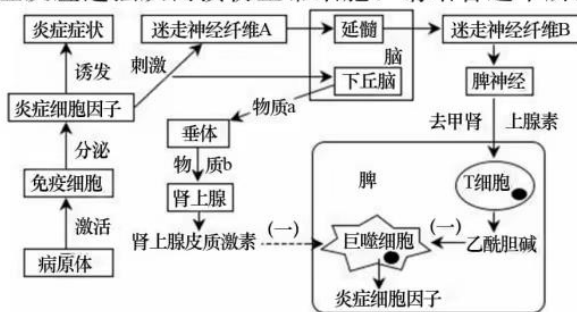 炎症症状
迷走神经纤维A
延髓
迷走神经纤维B
诱发
刺激
脑
下丘脑
脾神经
炎症细胞因子
物质a
去甲肾
上腺素
分泌
垂体
物
质b
脾
T细胞
免疫细胞
肾上腺
激活
(一)
(一)
肾上腺皮质激素
巨噬细胞
乙酰胆碱
病原体
炎症细胞因子